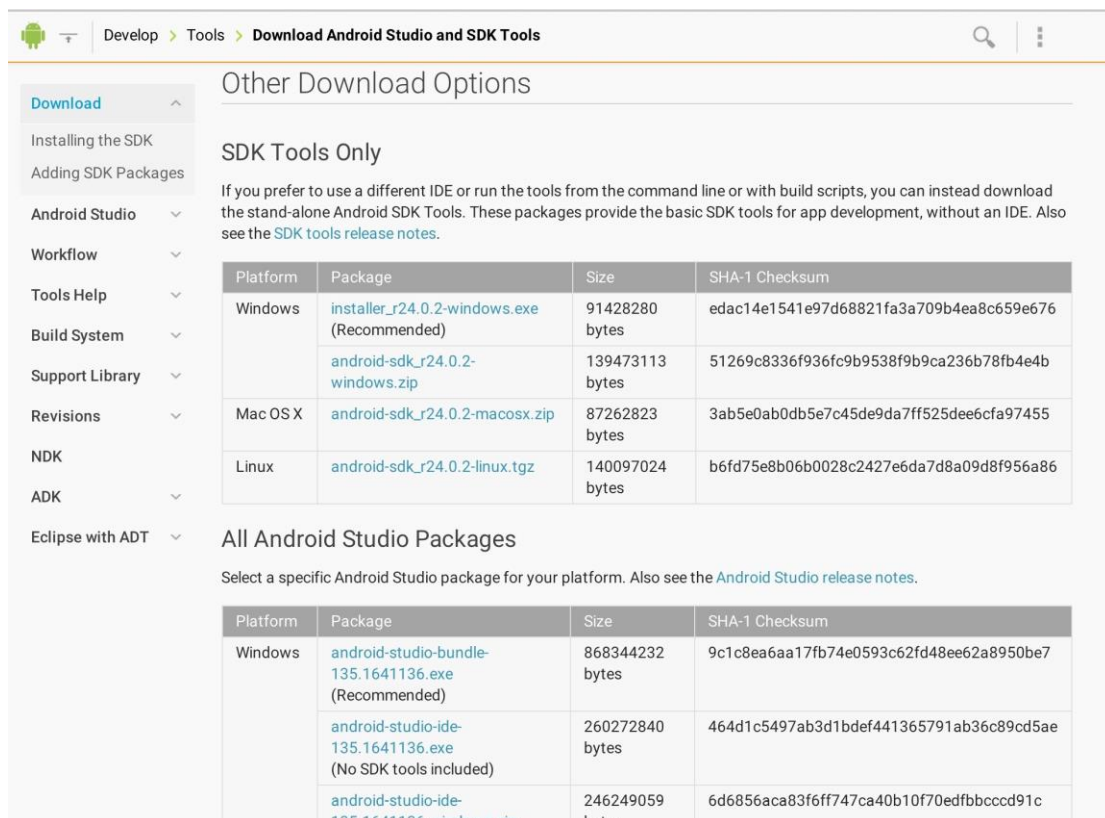 Develop > Tools > Download Android Studio and SDK Tools
Download
Installing the SDK
Adding SDK Packages
Android Studio
Workflow
Tools Help
Build System
Support Library
Revisions
NDK
ADK
Eclipse with ADT
Other Download Options
SDK Tools Only
If you prefer to use a different IDE or run the tools from the command line or with build scripts, you can instead download
the stand-alone Android SDK Tools. These packages provide the basic SDK tools for app development, without an IDE. Also
see the SDK tools release notes.
Platform Package Size SHA-1 Checksum
Windows installer_r24.0.2-windows.exe 91428280 edac14e1541e97d68821fa3a709b4ea8c659e676
(Recommended) bytes
android-sdk_r24.0.2- 139473113 51269c8336f936fc9b9538f9b9ca236b78fb4e4b
windows.zip bytes
Mac OS X android-sdk_r24.0.2-macosx.zip 87262823 3ab5e0ab0db5e7c45de9da7ff525dee6cfa97455
bytes
Linux android-sdk_r24.0.2-linux.tgz 140097024 b6fd75e8b06b0028c2427e6da7d8a09d8f956a86
bytes
All Android Studio Packages
Select a specific Android Studio package for your platform. Also see the Android Studio release notes.
Platform Package Size SHA-1 Checksum
Windows android-studio-bundle- 868344232 9c1c8ea6aa17fb74e0593c62fd48ee62a8950be7
135.1641136.exe bytes
(Recommended)
android-studio-ide- 260272840 464d1c5497ab3d1bdef441365791ab36c89cd5ae
135.1641136.exe bytes
(No SDK tools included)
android-studio-ide- 246249059 6d6856aca83f6ff747ca40b10f70edfbbcccd91c